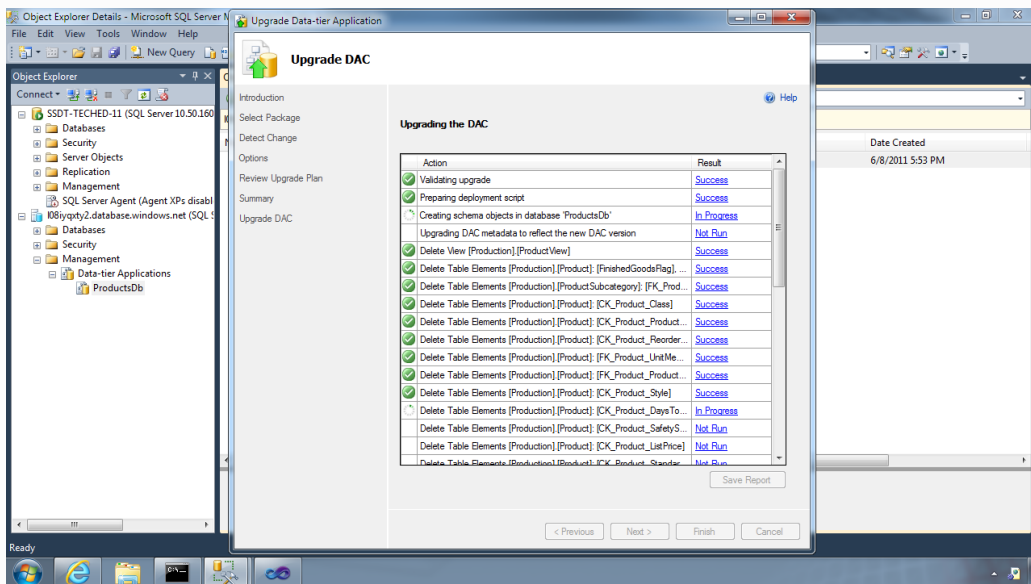 Object Explorer Details - Microsoft SQL Server M
File Edit View Tools Window Help
New Query
Object Explorer
Connect
SSDT-TECHED-11 (SQL Server 10.50.160
Databases
Security
Server Objects
Replication
Management
SQL Server Agent (Agent XPs disabl
l08iyqxty2.database.windows.net (SQL S
Databases
Security
Management
Data-tier Applications
ProductsDb
Ready
Upgrade Data-tier Application
Upgrade DAC
Introduction
Select Package
Detect Change
Options
Review Upgrade Plan
Summary
Upgrade DAC
Help
Upgrading the DAC
Action Result
Validating upgrade Success
Preparing deployment script Success
Creating schema objects in database 'ProductsDb' In Progress
Upgrading DAC metadata to reflect the new DAC version Not Run
Delete View [Production].[ProductView] Success
Delete Table Elements [Production].[Product]: [FinishedGoodsFlag], ... Success
Delete Table Elements [Production].[ProductSubcategory]: [FK_Prod... Success
Delete Table Elements [Production].[Product]: [CK_Product_Class] Success
Delete Table Elements [Production].[Product]: [CK_Product_Product... Success
Delete Table Elements [Production].[Product]: [CK_Product_Reorder... Success
Delete Table Elements [Production].[Product]: [FK_Product_UnitMe... Success
Delete Table Elements [Production].[Product]: [FK_Product_Product... Success
Delete Table Elements [Production].[Product]: [CK_Product_Style] Success
Delete Table Elements [Production].[Product]: [CK_Product_DaysTo... In Progress
Delete Table Elements [Production].[Product]: [CK_Product_SafetyS... Not Run
Delete Table Elements [Production].[Product]: [CK_Product_ListPrice] Not Run
Delete Table Elements [Production].[Product]: [CK_Product_Standar... Not Run
Save Report
< Previous Next > Finish Cancel
Date Created
6/8/2011 5:53 PM